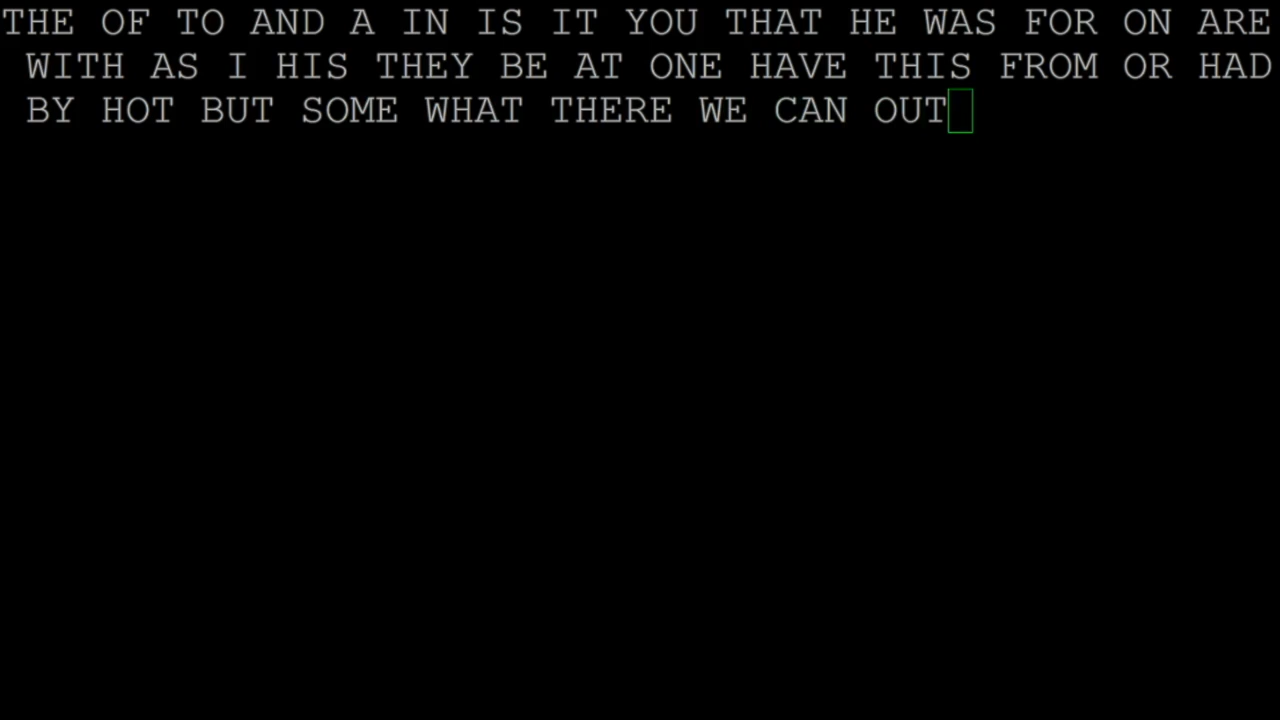 THE OF TO AND A IN IS IT YOU THAT HE WAS FOR ON ARE
WITH AS I HIS THEY BE AT ONE HAVE THIS FROM OR HAD
BY HOT BUT SOME WHAT THERE WE CAN OUT